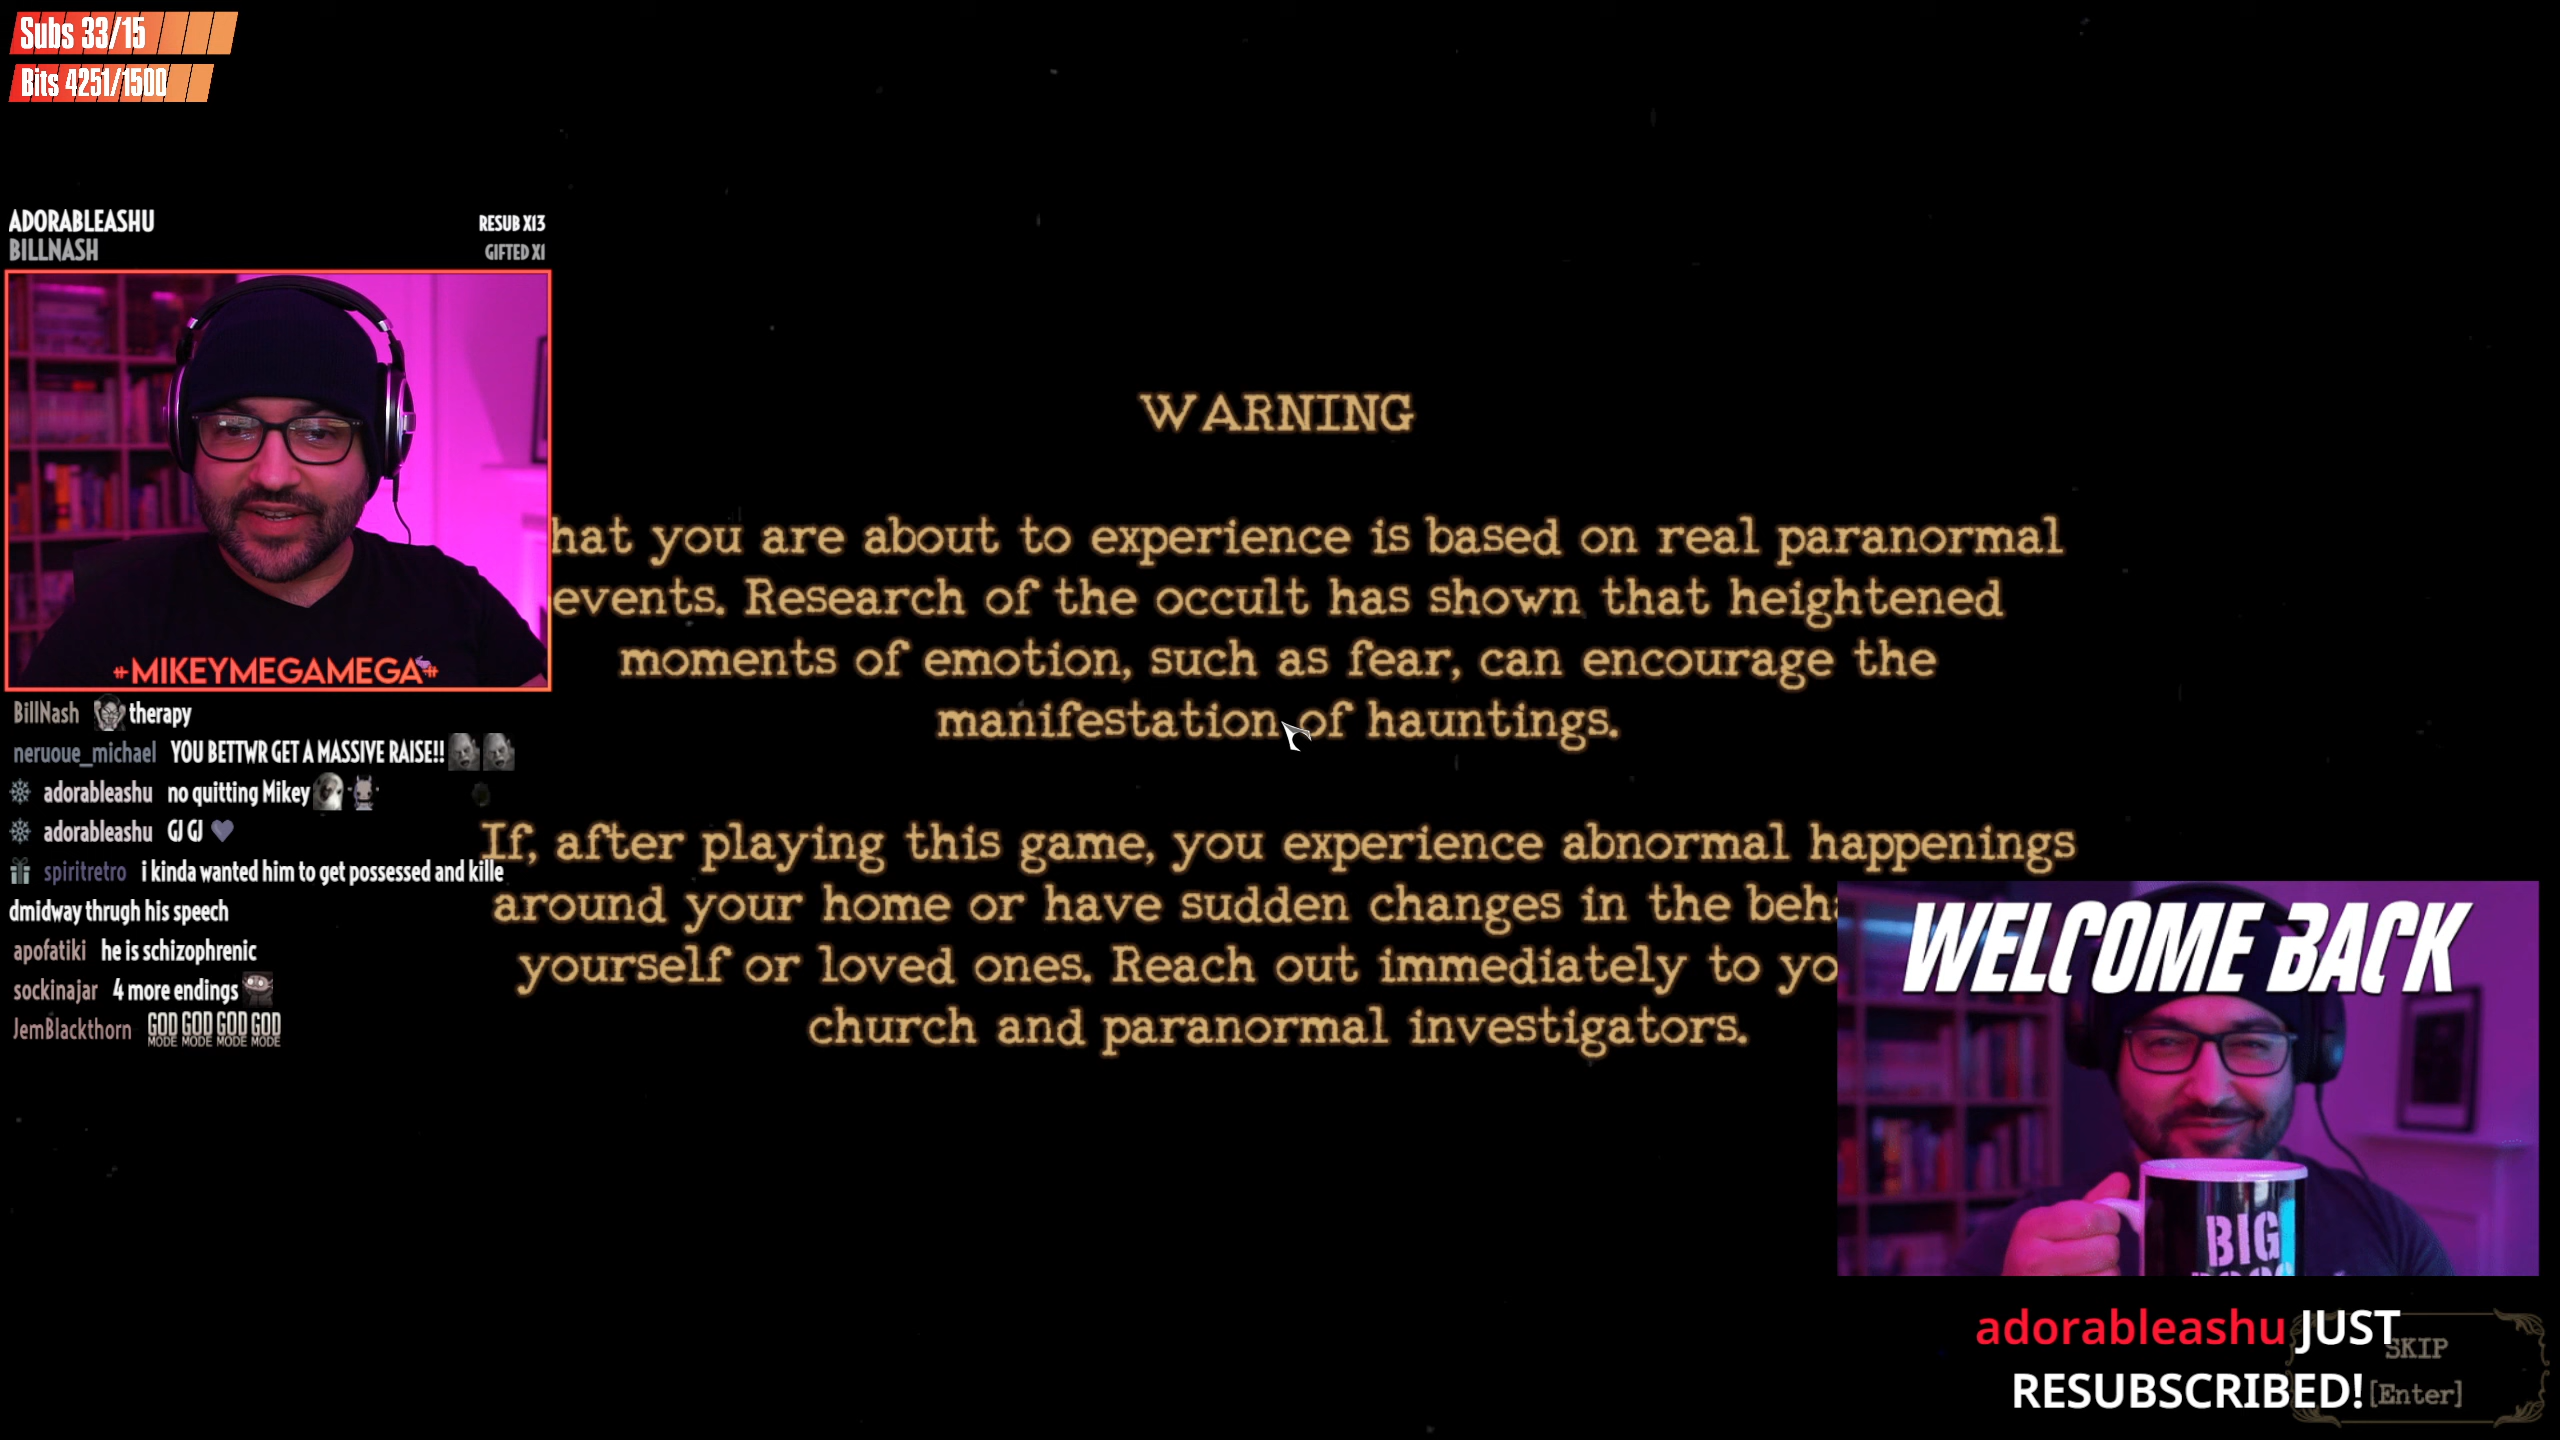 Subs 33/15
Bits 4251/1500
ADORABLEASHU RESUB X13
BILLNASH GIFTED X1
MIKEYMEGAMEGA
BillNash therapy
neruoue_michael YOU BETTWR GET A MASSIVE RAISE!!
adorableashu no quitting Mikey
adorableashu GJ GJ
spiritretro i kinda wanted him to get possessed and kille
dmidway thrugh his speech
apofatiki he is schizophrenic
sockinajar 4 more endings
JemBlackthorn GOD MODE GOD MODE GOD MODE GOD MODE
WARNING
hat you are about to experience is based on real paranormal
events. Research of the occult has shown that heightened
moments of emotion, such as fear, can encourage the
manifestation of hauntings.
If, after playing this game, you experience abnormal happenings
around your home or have sudden changes in the beha
yourself or loved ones. Reach out immediately to yo
church and paranormal investigators.
WELCOME BACK
BIG
adorableashu JUST
RESUBSCRIBED!
SKIP
[Enter]